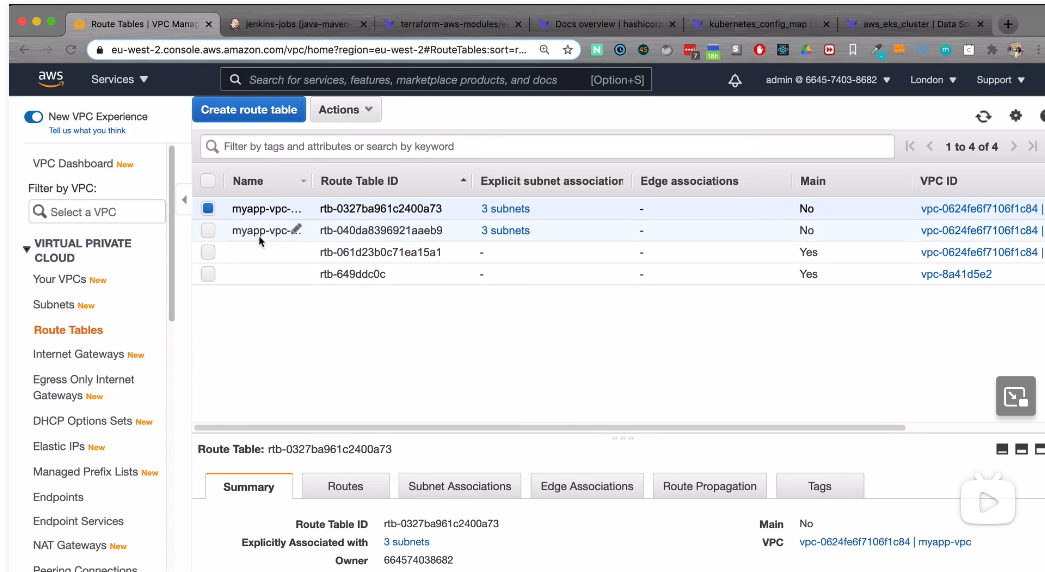 Route Tables | VPC Manag
jenkins-jobs [java-maven-
terraform-aws-modules/e
Docs overview | hashicorp
kubernetes_config_map |
aws_eks_cluster | Data So
eu-west-2.console.aws.amazon.com/vpc/home?region=eu-west-2#RouteTables:sort=r...
aws
Services
Search for services, features, marketplace products, and docs [Option+S]
admin @ 6645-7403-8682
London
Support
New VPC Experience
Tell us what you think
Create route table
Actions
Filter by tags and attributes or search by keyword
1 to 4 of 4
VPC Dashboard New
Filter by VPC:
Select a VPC
VIRTUAL PRIVATE
CLOUD
Your VPCs New
Subnets New
Route Tables
Internet Gateways New
Egress Only Internet
Gateways New
DHCP Options Sets New
Elastic IPs New
Managed Prefix Lists New
Endpoints
Endpoint Services
NAT Gateways New
Peering Connections
Name Route Table ID Explicit subnet association Edge associations Main VPC ID
myapp-vpc-... rtb-0327ba961c2400a73 3 subnets - No vpc-0624fe6f7106f1c84 |
myapp-vpc-... rtb-040da8396921aaeb9 3 subnets - No vpc-0624fe6f7106f1c84 |
rtb-061d23b0c71ea15a1 - - Yes vpc-0624fe6f7106f1c84 |
rtb-649ddc0c - - Yes vpc-8a41d5e2
Route Table: rtb-0327ba961c2400a73
Summary Routes Subnet Associations Edge Associations Route Propagation Tags
Route Table ID rtb-0327ba961c2400a73 Main No
Explicitly Associated with 3 subnets VPC vpc-0624fe6f7106f1c84 | myapp-vpc
Owner 664574038682